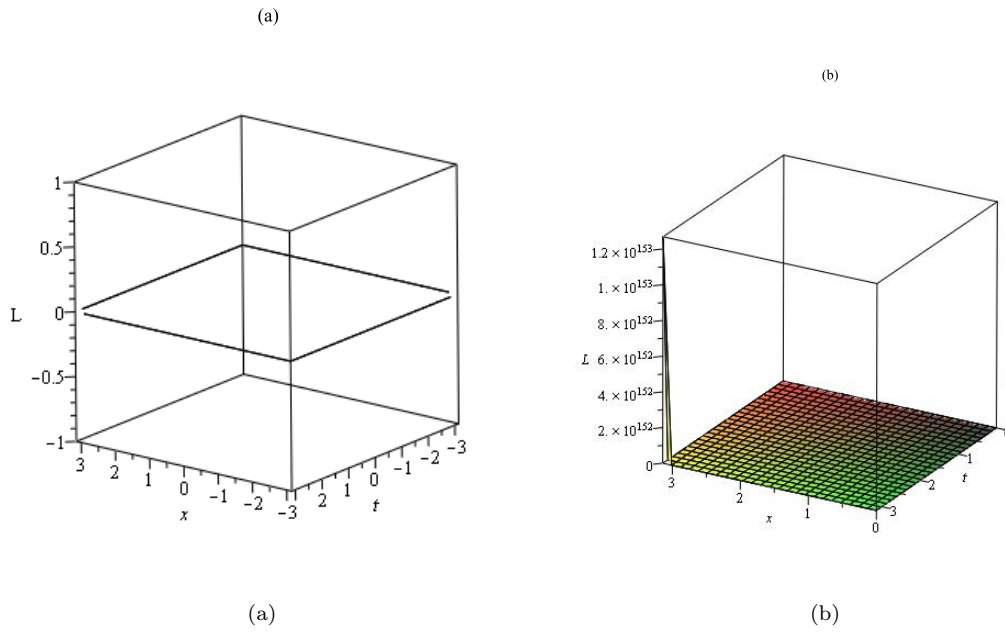 (a)
(b)
1
0.5
L 0
−0.5
−1
3 2 1 0 −1 −2 −3
x
2 1 0 −1 −2 −3
t
1.2 × 10^153
1. × 10^153
8. × 10^152
L 6. × 10^152
4. × 10^152
2. × 10^152
0
3 2 1 0
x
3 2 1
t
(a)
(b)